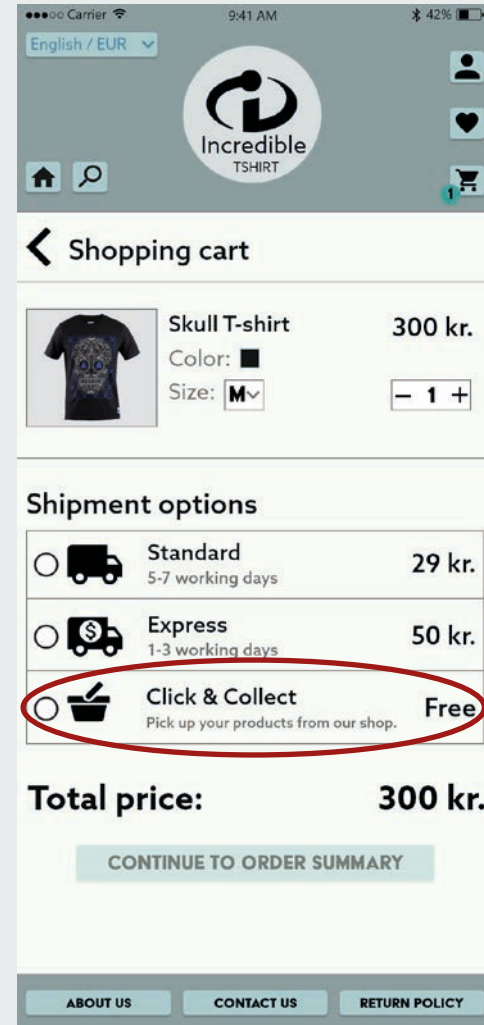 Carrier 9:41 AM 42%
English / EUR
Incredible
TSHIRT
1
Shopping cart
Skull T-shirt 300 kr.
Color:
Size: M − 1 +
Shipment options
Standard 29 kr.
5-7 working days
$
Express 50 kr.
1-3 working days
Click & Collect Free
Pick up your products from our shop.
Total price: 300 kr.
CONTINUE TO ORDER SUMMARY
ABOUT US CONTACT US RETURN POLICY